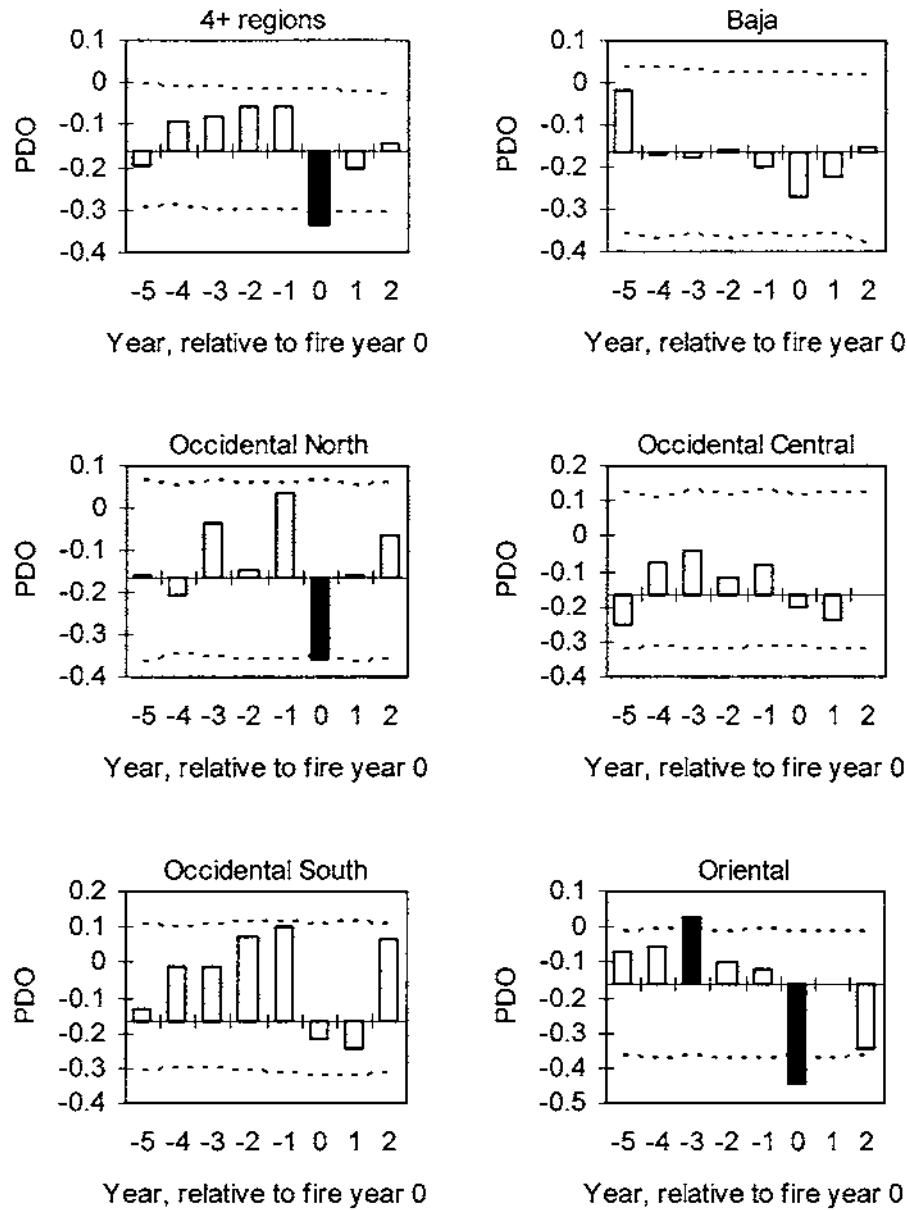 4+ regions
0.1
0
-0.1
-0.2
-0.3
-0.4
PDO
-5 -4 -3 -2 -1 0 1 2
Year, relative to fire year 0
Baja
0.1
0
-0.1
-0.2
-0.3
-0.4
PDO
-5 -4 -3 -2 -1 0 1 2
Year, relative to fire year 0
Occidental North
0.1
0
-0.1
-0.2
-0.3
-0.4
PDO
-5 -4 -3 -2 -1 0 1 2
Year, relative to fire year 0
Occidental Central
0.2
0.1
0
-0.1
-0.2
-0.3
-0.4
PDO
-5 -4 -3 -2 -1 0 1 2
Year, relative to fire year 0
Occidental South
0.2
0.1
0
-0.1
-0.2
-0.3
-0.4
PDO
-5 -4 -3 -2 -1 0 1 2
Year, relative to fire year 0
Oriental
0.1
0
-0.1
-0.2
-0.3
-0.4
-0.5
PDO
-5 -4 -3 -2 -1 0 1 2
Year, relative to fire year 0